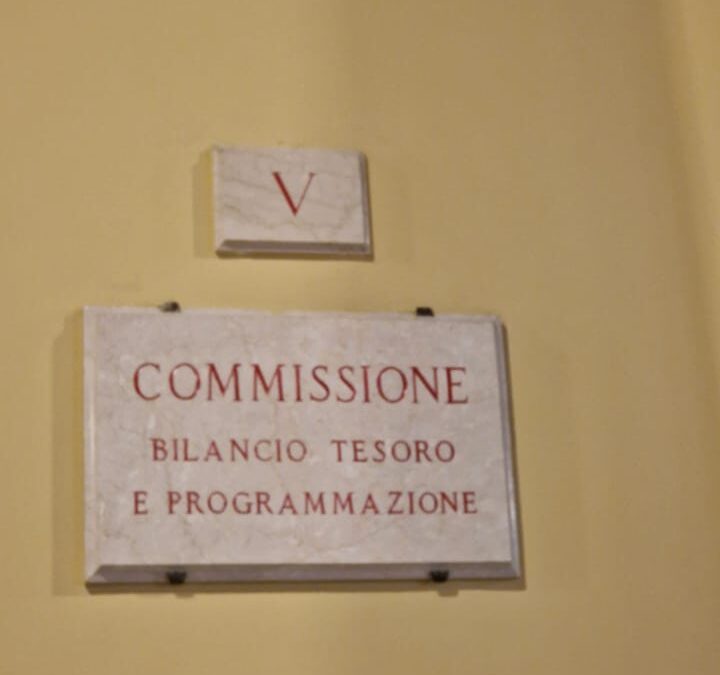 V
COMMISSIONE
BILANCIO TESORO
E PROGRAMMAZIONE